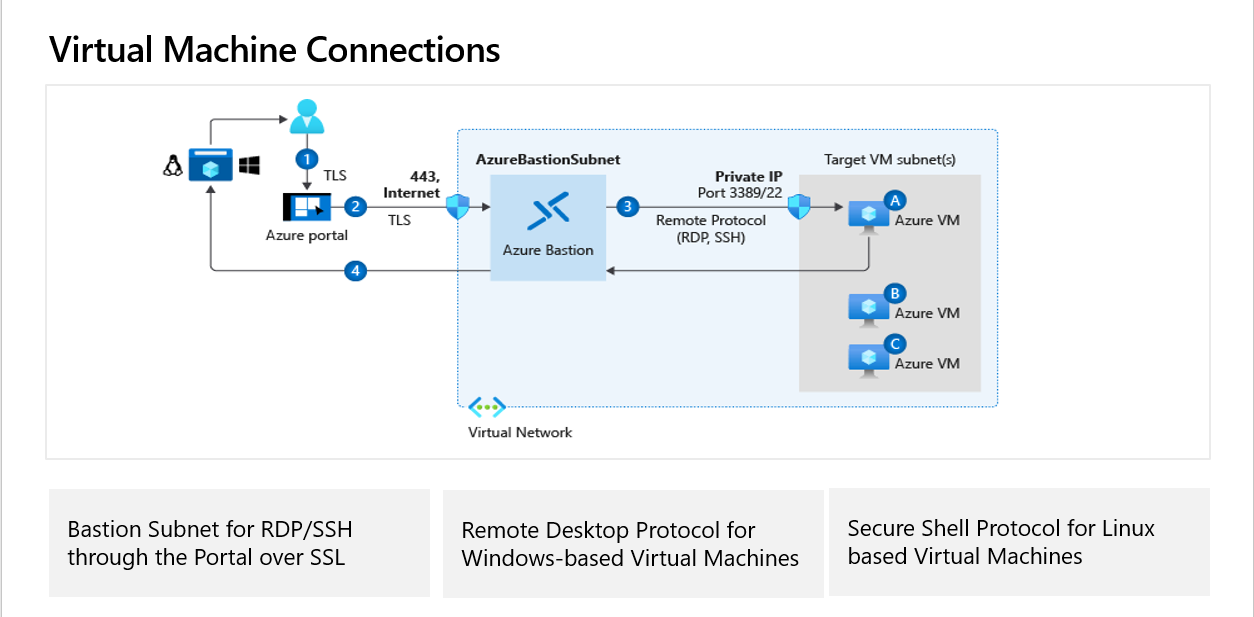 Virtual Machine Connections
1
TLS
Azure portal
443,
Internet
2
TLS
4
AzureBastionSubnet
Azure Bastion
3
Private IP
Port 3389/22
Remote Protocol
(RDP, SSH)
Target VM subnet(s)
A
Azure VM
B
Azure VM
C
Azure VM
Virtual Network
Bastion Subnet for RDP/SSH
through the Portal over SSL
Remote Desktop Protocol for
Windows-based Virtual Machines
Secure Shell Protocol for Linux
based Virtual Machines